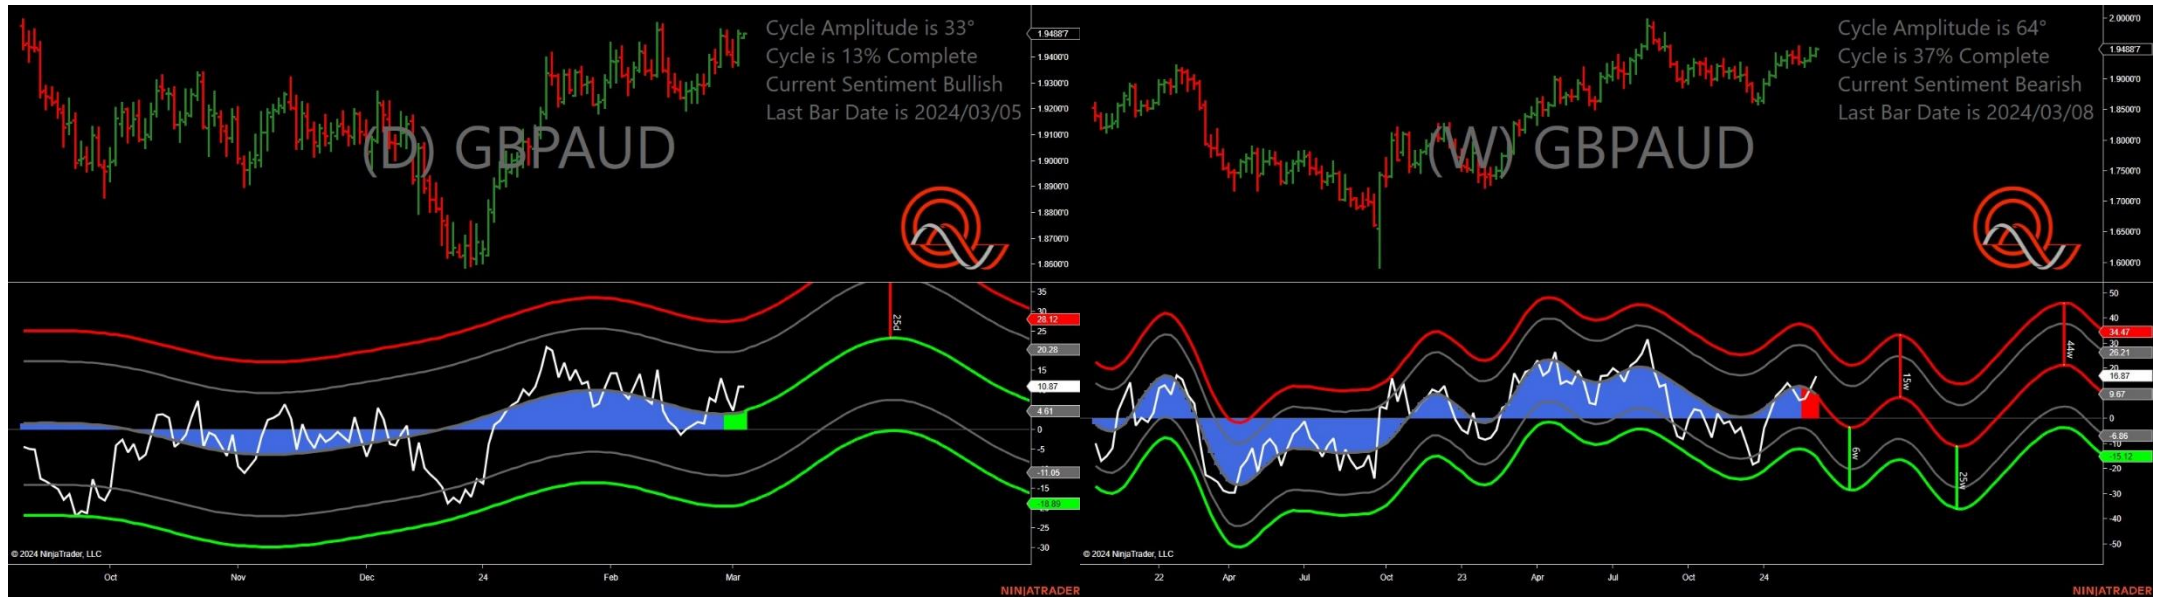 Cycle Amplitude is 33°
Cycle is 13% Complete
Current Sentiment Bullish
Last Bar Date is 2024/03/05
(D) GBPAUD
1.9488'7
1.9400'0
1.9300'0
1.9200'0
1.9100'0
1.9000'0
1.8900'0
1.8800'0
1.8700'0
1.8600'0
25d
35
30
28.12
25
20.28
15
10.87
4.61
0
-5
-11.05
-15
-18.89
-25
-30
© 2024 NinjaTrader, LLC
Oct Nov Dec 24 Feb Mar
NINJATRADER
Cycle Amplitude is 64°
Cycle is 37% Complete
Current Sentiment Bearish
Last Bar Date is 2024/03/08
(W) GBPAUD
2.0000'0
1.9488'7
1.9000'0
1.8500'0
1.8000'0
1.7500'0
1.7000'0
1.6500'0
1.6000'0
6w
15w
25w
44w
50
40
34.47
30
26.21
20
16.87
9.67
0
-6.86
-10
-15.12
-20
-30
-40
-50
© 2024 NinjaTrader, LLC
22 Apr Jul Oct 23 Apr Jul Oct 24
NINJATRADER